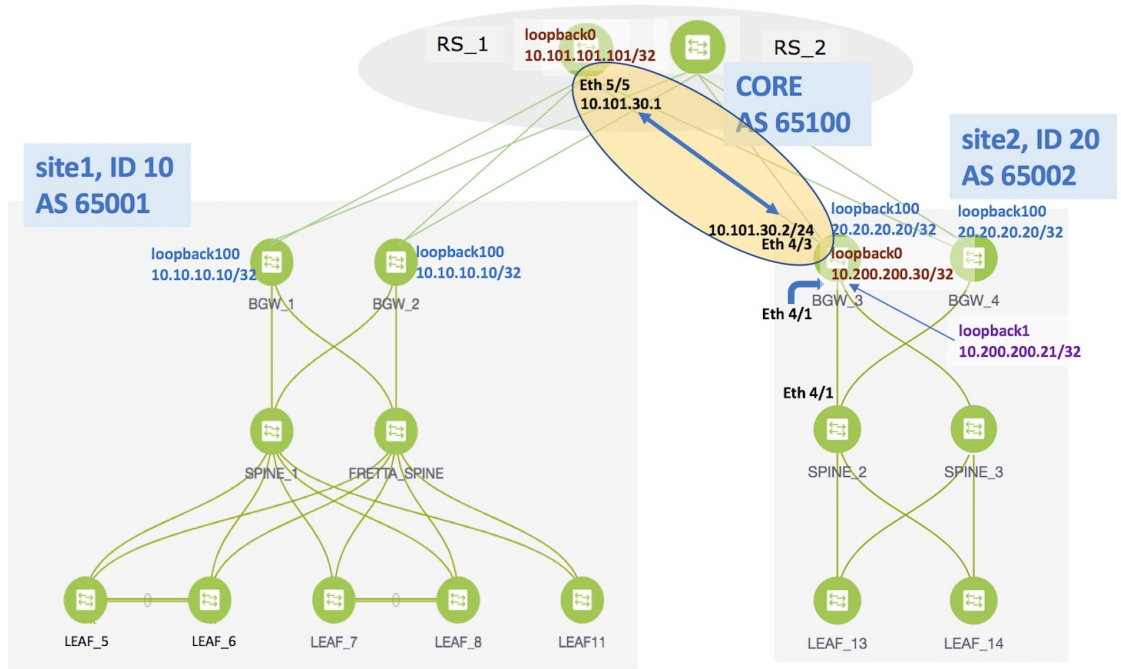 RS_1
loopback0
10.101.101.101/32
RS_2
Eth 5/5
10.101.30.1
CORE
AS 65100
site1, ID 10
AS 65001
site2, ID 20
AS 65002
loopback100
10.10.10.10/32
loopback100
10.10.10.10/32
10.101.30.2/24
Eth 4/3
loopback100
20.20.20.20/32
loopback100
20.20.20.20/32
loopback0
10.200.200.30/32
BGW_1
BGW_2
BGW_3
BGW_4
Eth 4/1
loopback1
10.200.200.21/32
Eth 4/1
SPINE_1
FRETTA_SPINE
SPINE_2
SPINE_3
LEAF_5
LEAF_6
LEAF_7
LEAF_8
LEAF11
LEAF_13
LEAF_14